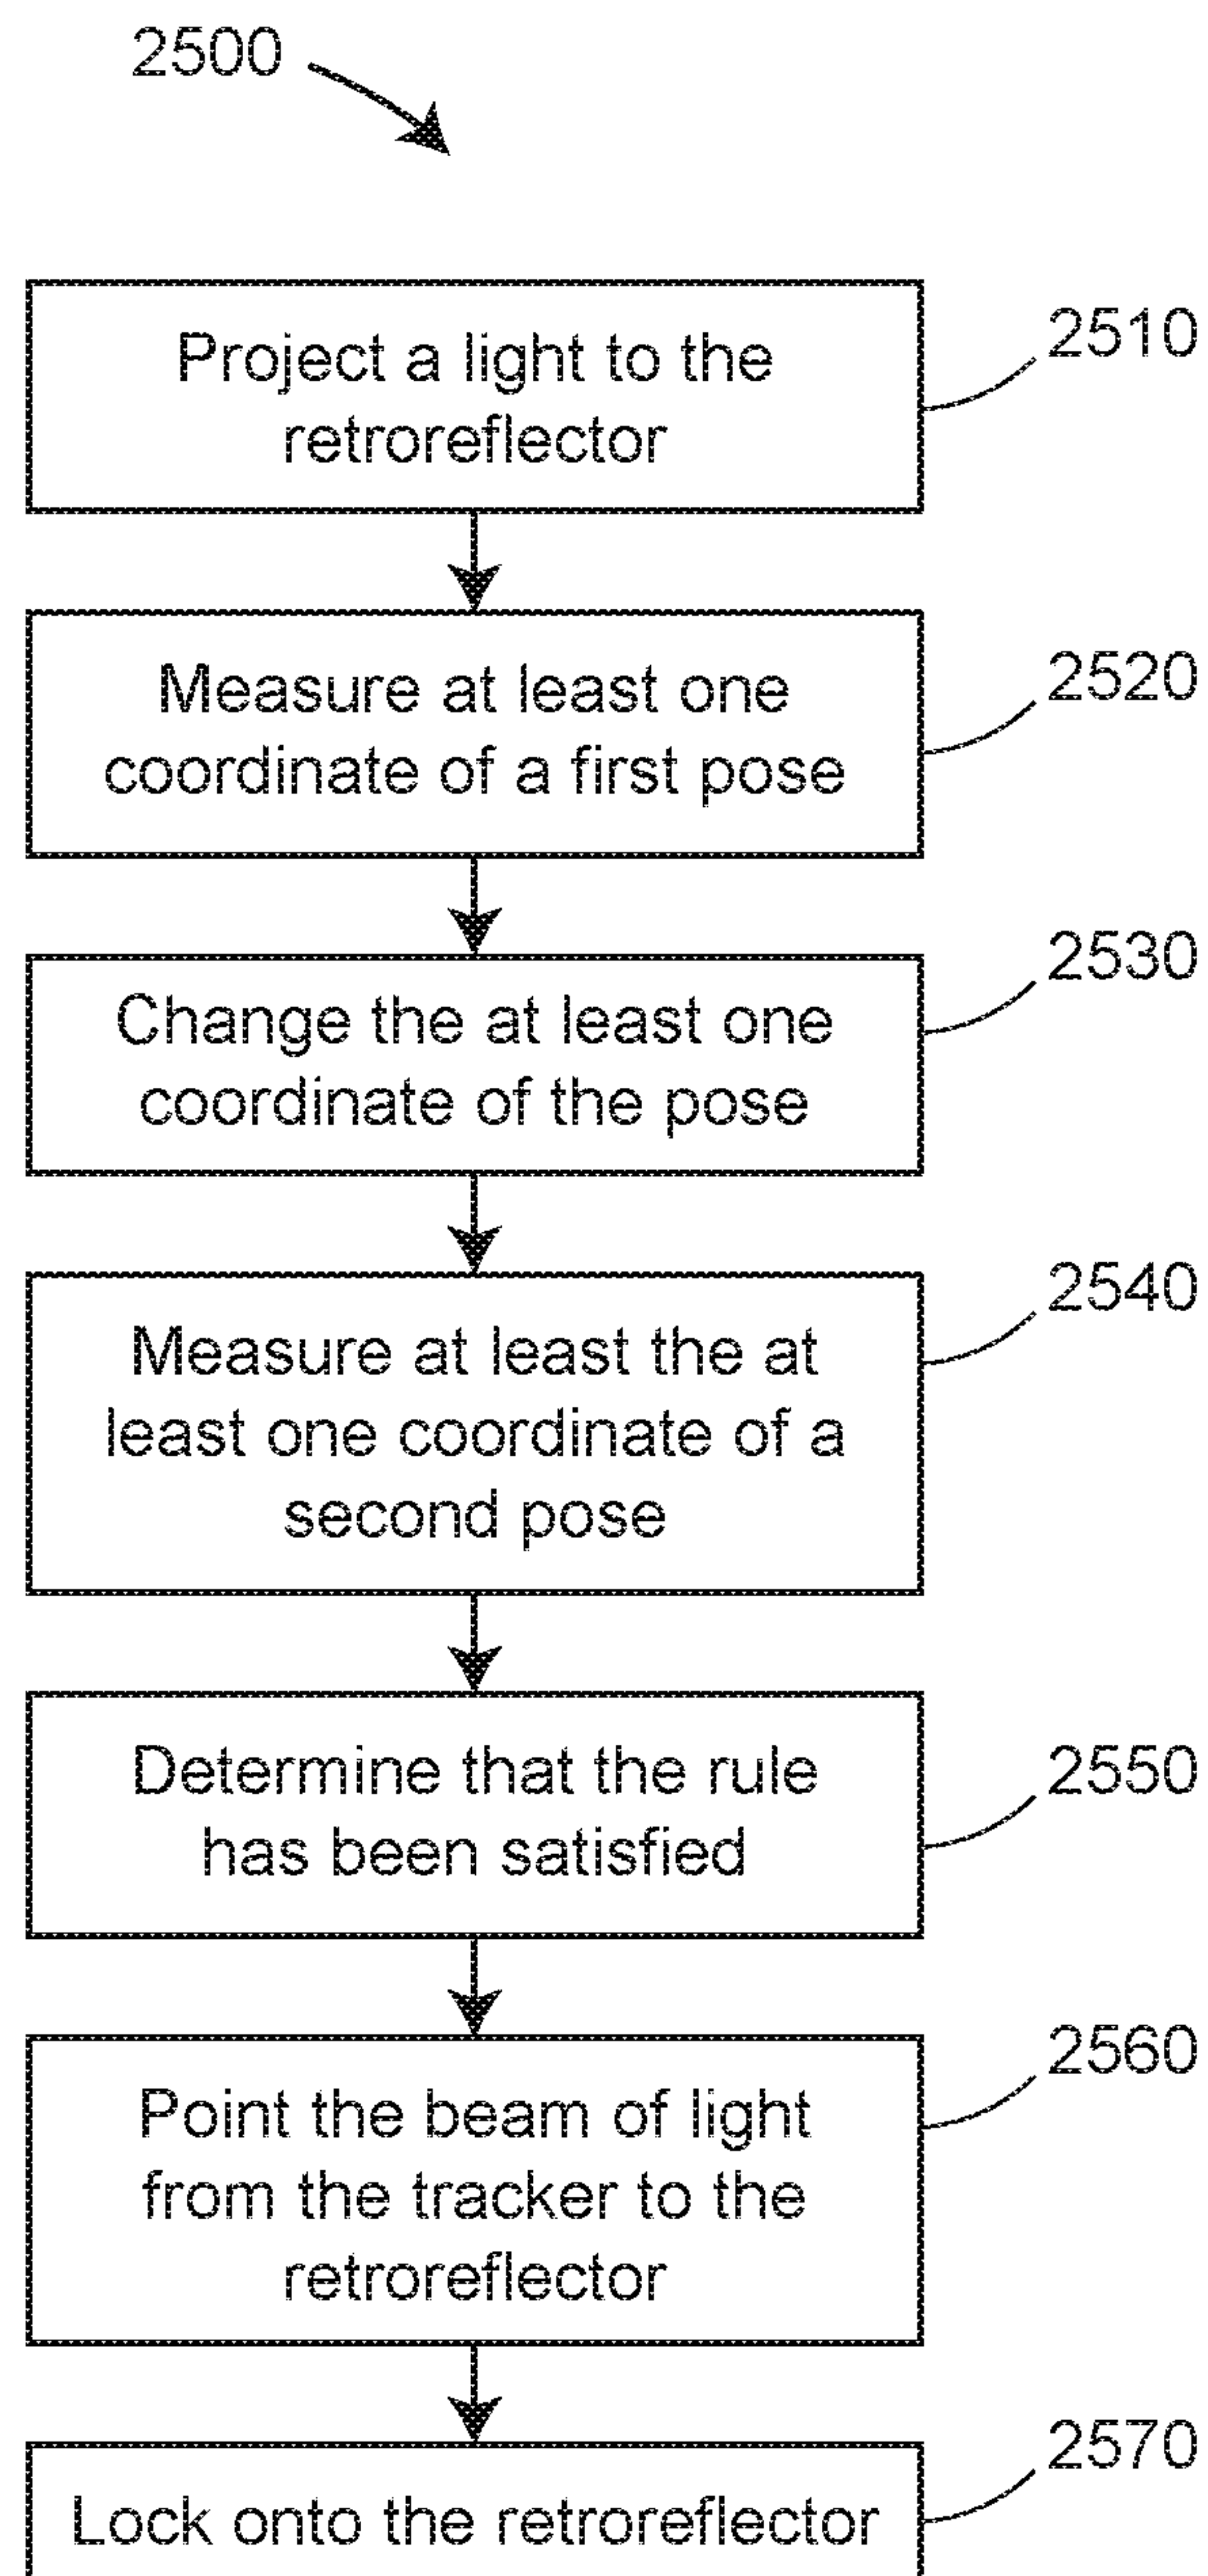 2500
Project a light to the
retroreflector
2510
Measure at least one
coordinate of a first pose
2520
Change the at least one
coordinate of the pose
2530
Measure at least the at
least one coordinate of a
second pose
2540
Determine that the rule
has been satisfied
2550
Point the beam of light
from the tracker to the
retroreflector
2560
Lock onto the retroreflector
2570